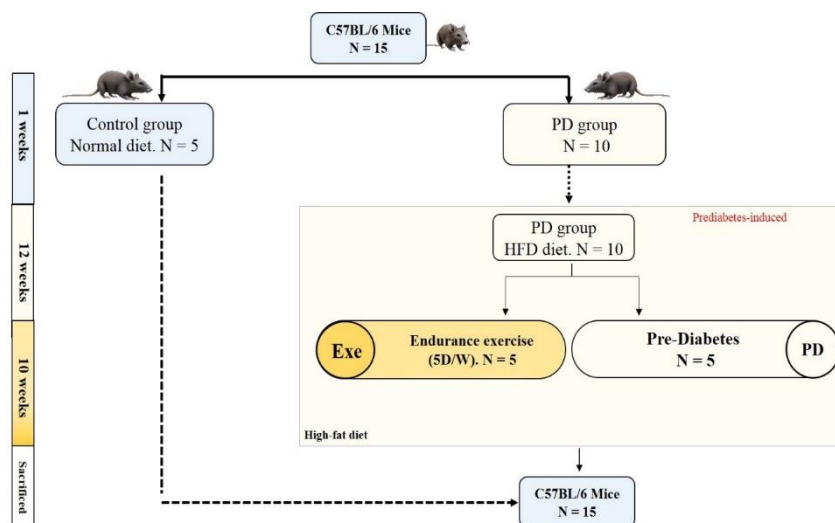 C57BL/6 Mice
N = 15
1 weeks
Control group
Normal diet. N = 5
PD group
N = 10
12 weeks
Prediabetes-induced
PD group
HFD diet. N = 10
10 weeks
Exe
Endurance exercise
(5D/W). N = 5
Pre-Diabetes
N = 5
PD
High-fat diet
Sacrificed
C57BL/6 Mice
N = 15